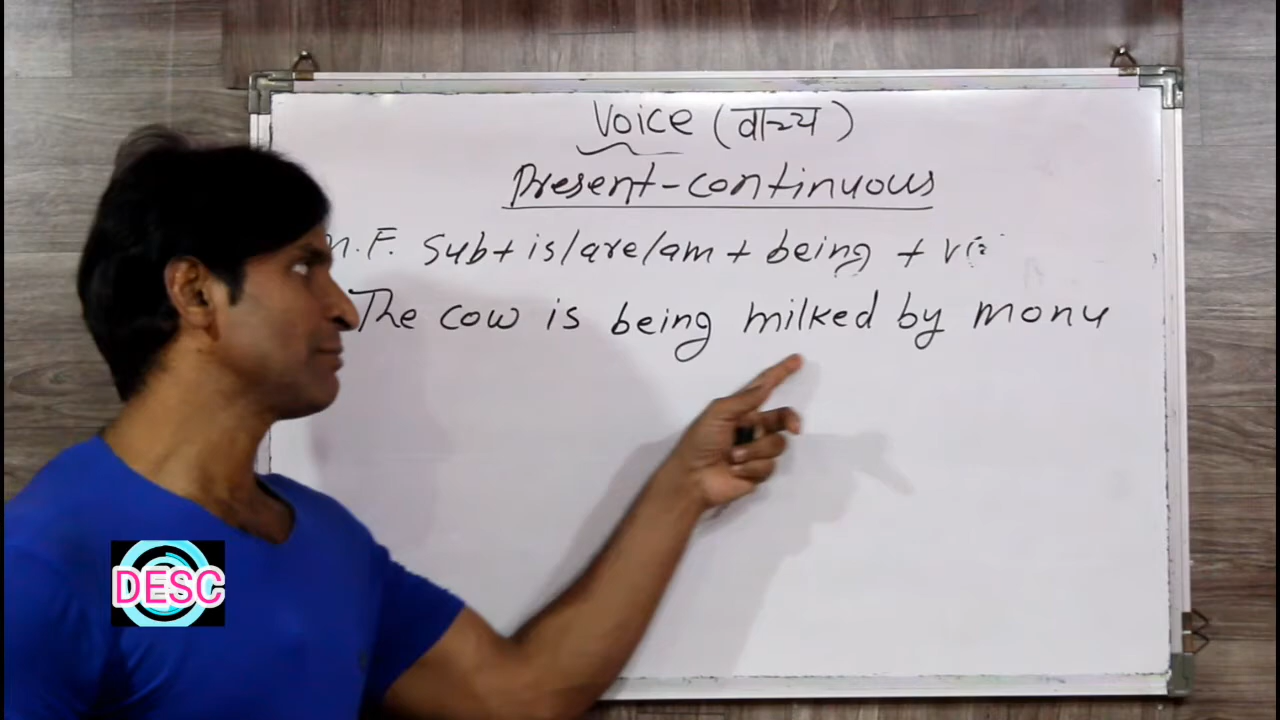 Voice (वाच्य)
Present-continuous
M.F. Sub+ is/are/am + being +
The cow is being milked by monu
DESC